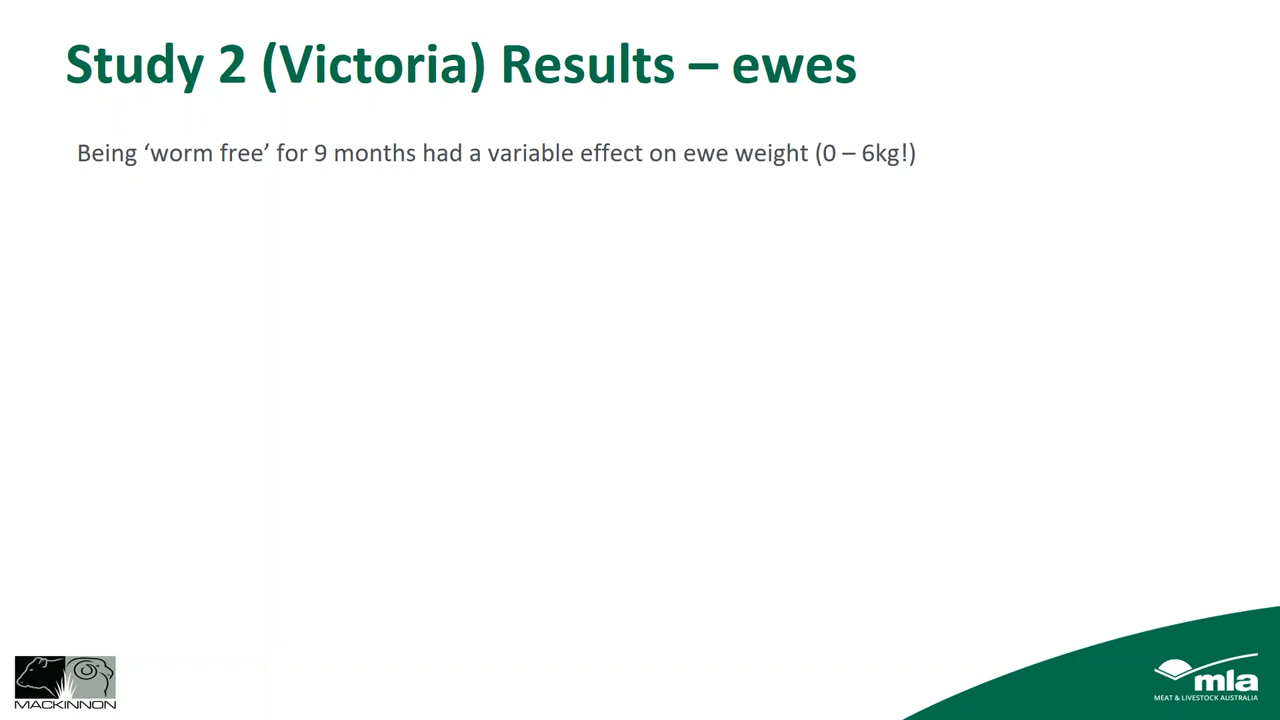 Study 2 (Victoria) Results – ewes
Being ‘worm free’ for 9 months had a variable effect on ewe weight (0 – 6kg!)
MACKINNON
mla
MEAT & LIVESTOCK AUSTRALIA